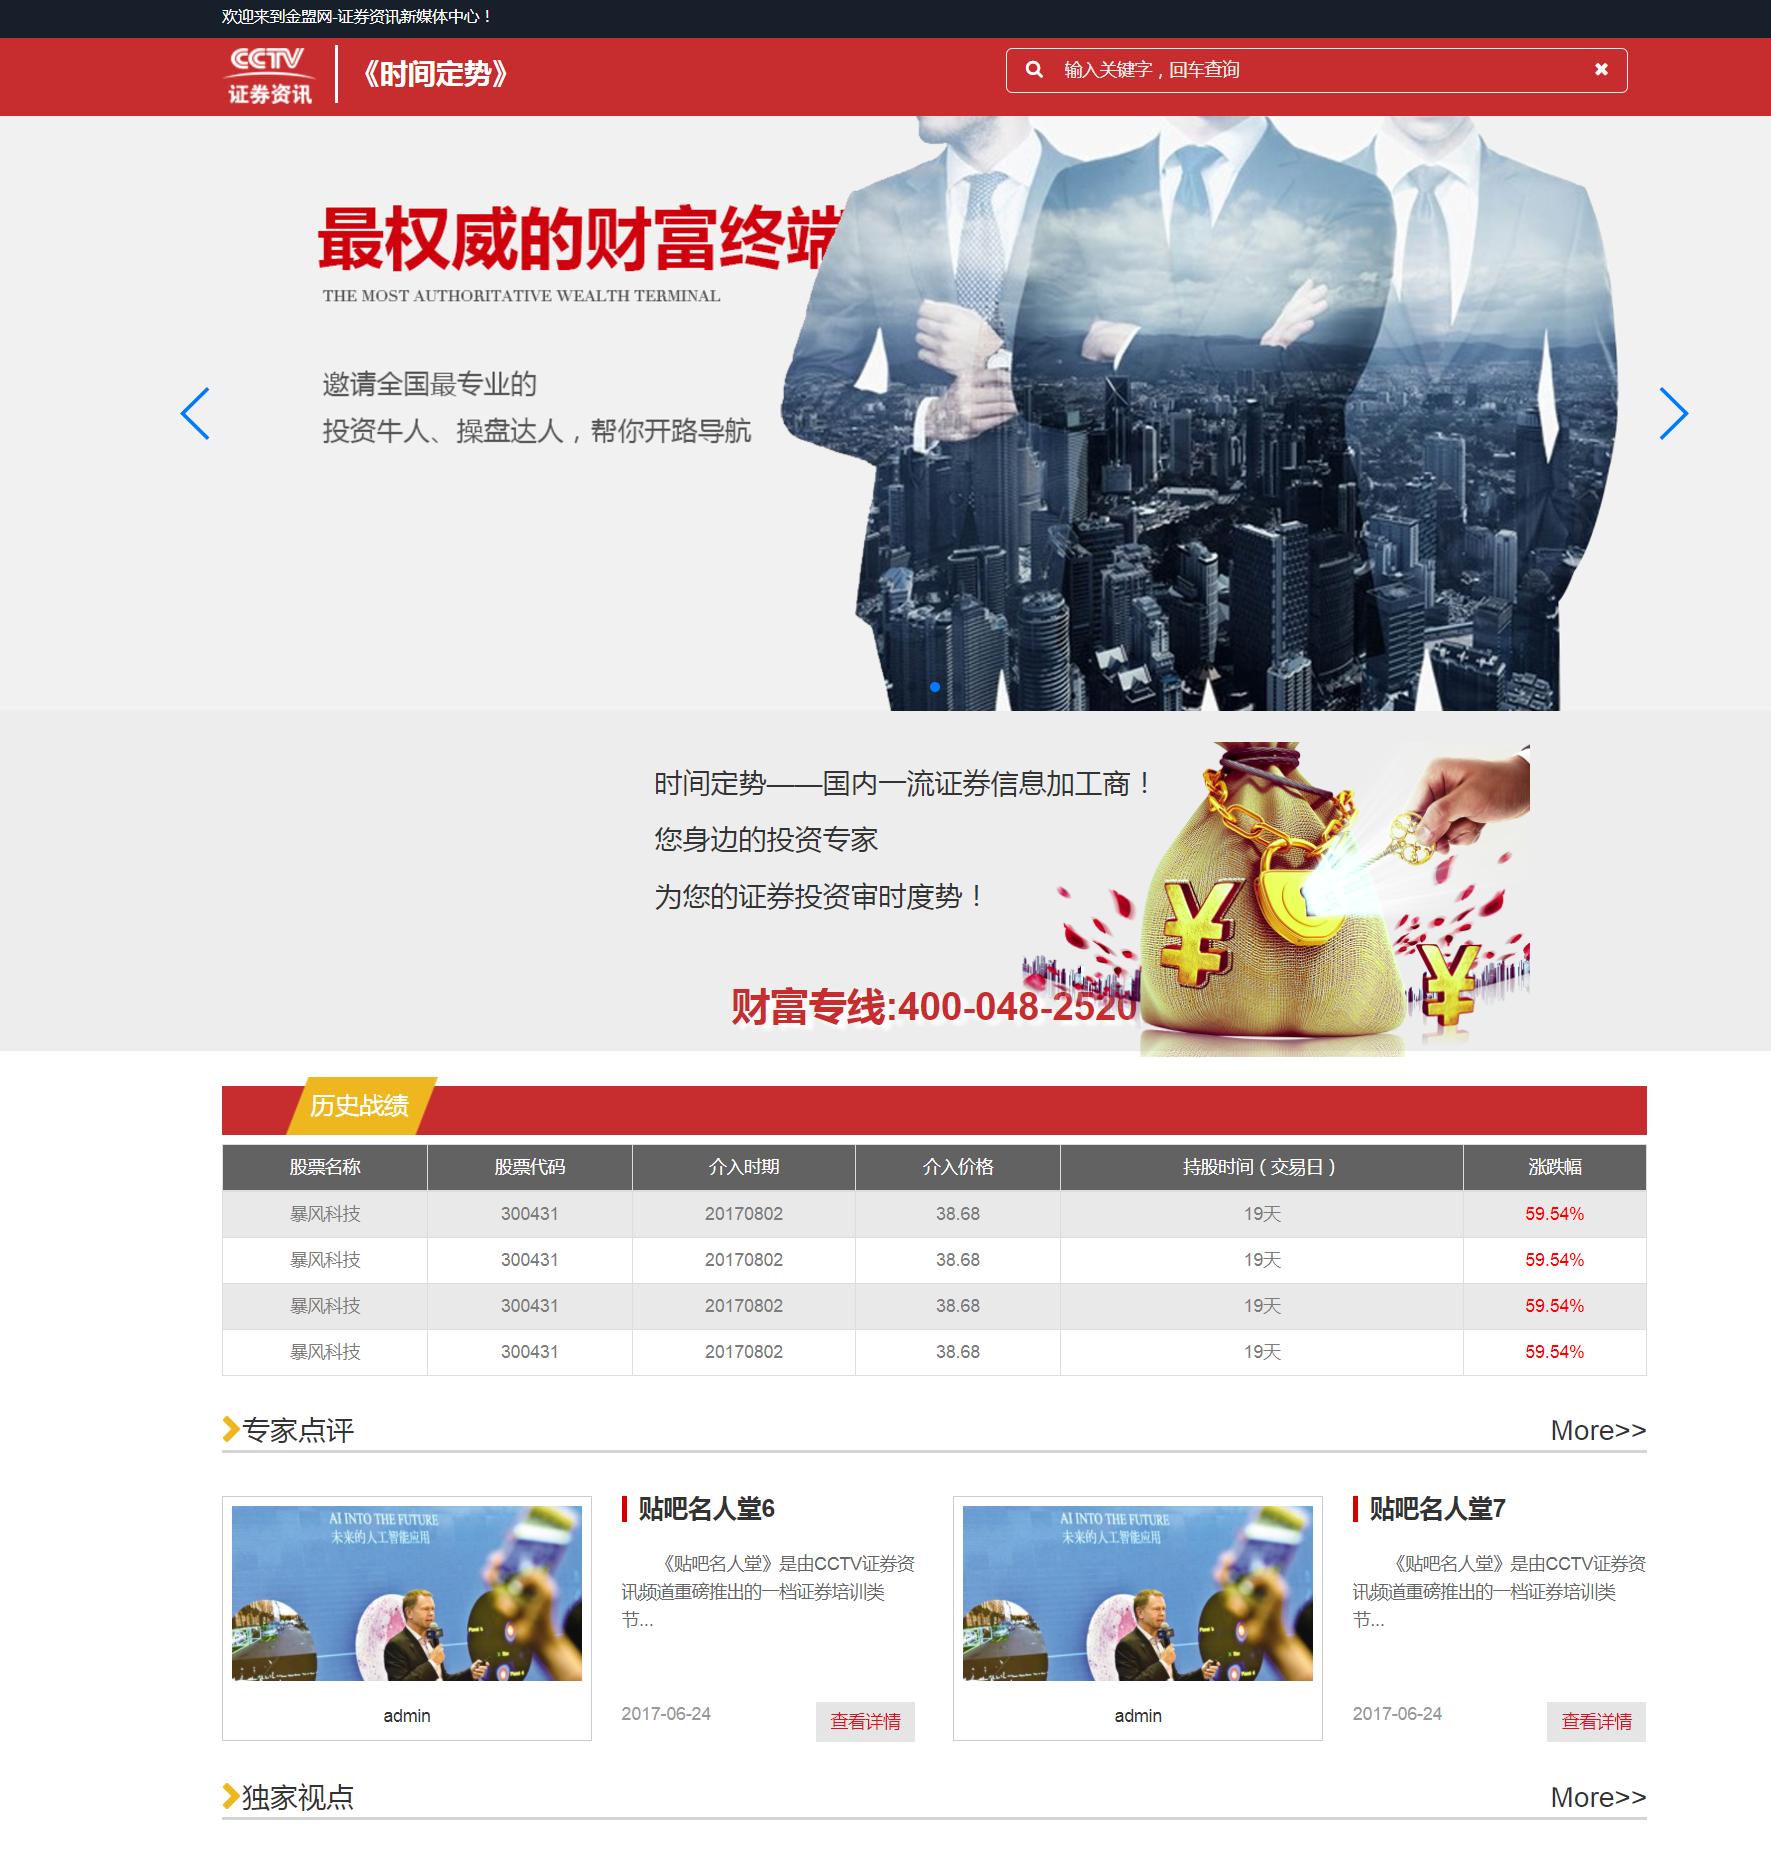 欢迎来到金盟网-证券资讯新媒体中心！
CCTV
证券资讯
《时间定势》
输入关键字，回车查询
最权威的财富终端
THE MOST AUTHORITATIVE WEALTH TERMINAL
邀请全国最专业的
投资牛人、操盘达人，帮你开路导航
时间定势——国内一流证券信息加工商！
您身边的投资专家
为您的证券投资审时度势！
财富专线:400-048-2520
历史战绩
股票名称 股票代码 介入时期 介入价格 持股时间（交易日） 涨跌幅
暴风科技 300431 20170802 38.68 19天 59.54%
暴风科技 300431 20170802 38.68 19天 59.54%
暴风科技 300431 20170802 38.68 19天 59.54%
暴风科技 300431 20170802 38.68 19天 59.54%
专家点评 More>>
AI INTO THE FUTURE
未来的人工智能应用
admin
贴吧名人堂6
《贴吧名人堂》是由CCTV证券资
讯频道重磅推出的一档证券培训类
节...
2017-06-24 查看详情
AI INTO THE FUTURE
未来的人工智能应用
admin
贴吧名人堂7
《贴吧名人堂》是由CCTV证券资
讯频道重磅推出的一档证券培训类
节...
2017-06-24 查看详情
独家视点 More>>